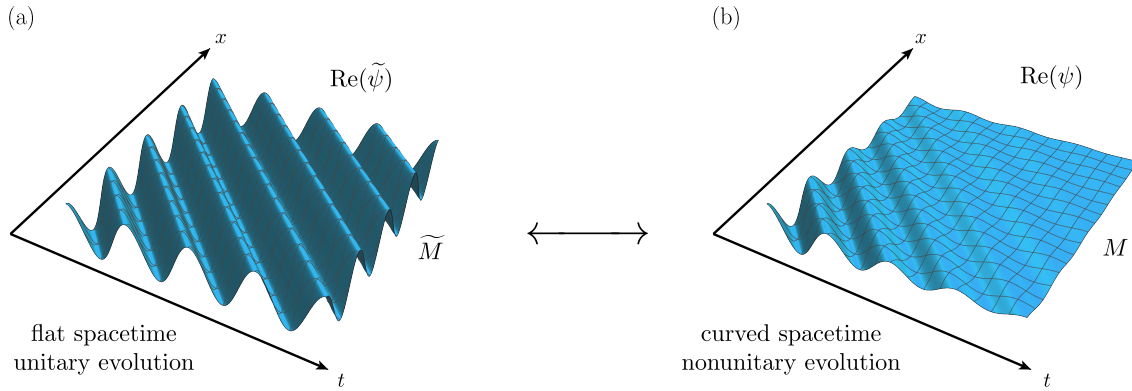 (a)
x
Re(ψ̃)
M̃
flat spacetime
unitary evolution
t
(b)
x
Re(ψ)
M
curved spacetime
nonunitary evolution
t